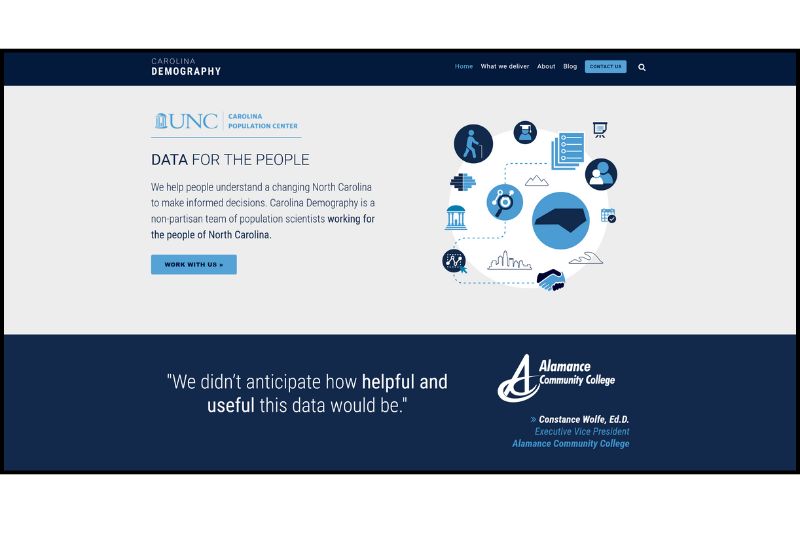 CAROLINA
DEMOGRAPHY
Home What we deliver About Blog CONTACT US
UNC CAROLINA
POPULATION CENTER
DATA FOR THE PEOPLE
We help people understand a changing North Carolina
to make informed decisions. Carolina Demography is a
non-partisan team of population scientists working for
the people of North Carolina.
WORK WITH US »
"We didn’t anticipate how helpful and
useful this data would be."
Alamance
Community College
» Constance Wolfe, Ed.D.
Executive Vice President
Alamance Community College